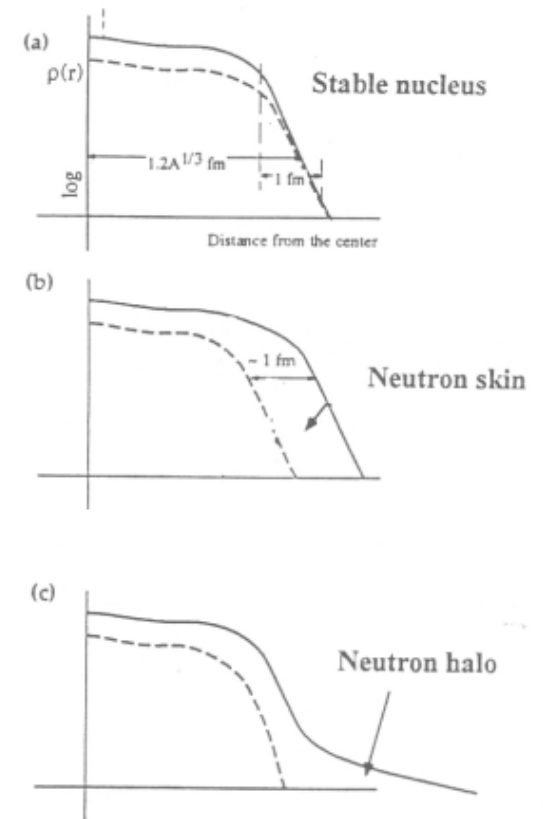 (a)
ρ(r)
Stable nucleus
1.2A1/3 fm
1 fm
log
Distance from the center
(b)
~ 1 fm
Neutron skin
(c)
Neutron halo